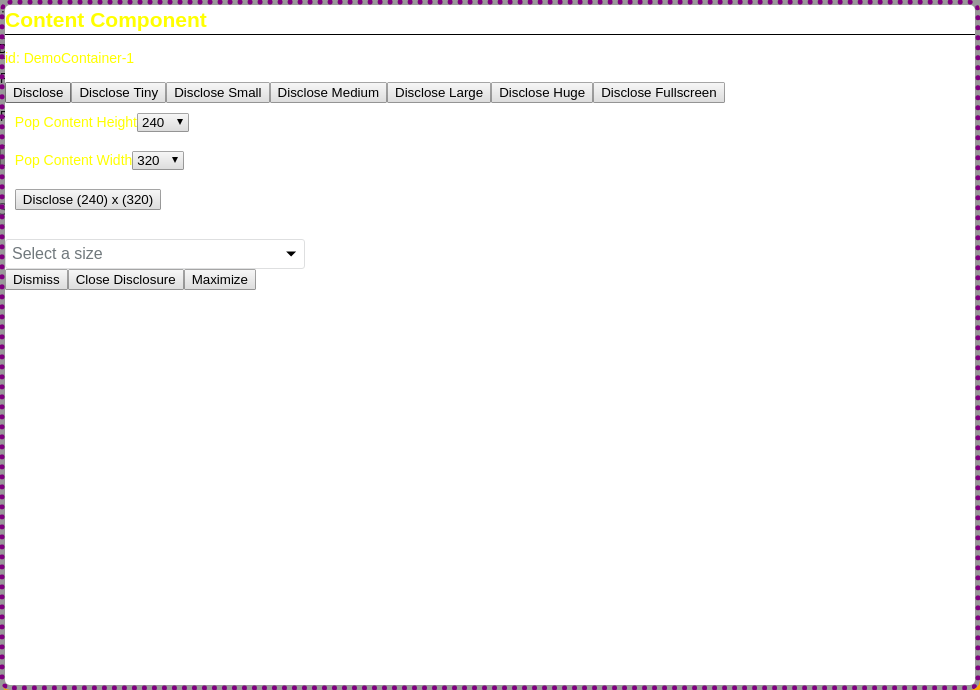 Content Component
id: DemoContainer-1
Disclose Disclose Tiny Disclose Small Disclose Medium Disclose Large Disclose Huge Disclose Fullscreen
Pop Content Height 240
Pop Content Width 320
Disclose (240) x (320)
Select a size
Dismiss Close Disclosure Maximize